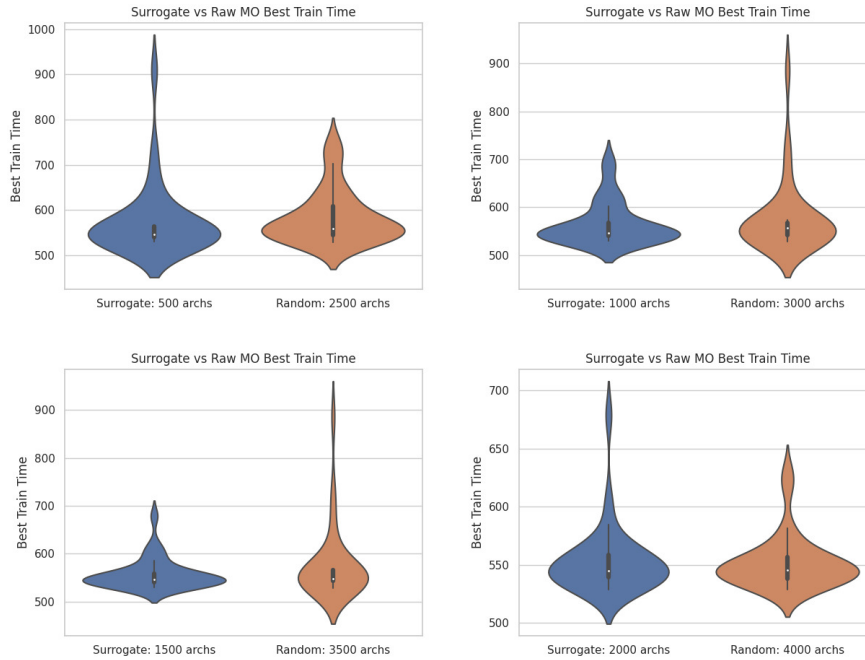 Surrogate vs Raw MO Best Train Time
1000
900
800
700
600
500
Best Train Time
Surrogate: 500 archs
Random: 2500 archs
Surrogate vs Raw MO Best Train Time
900
800
700
600
500
Best Train Time
Surrogate: 1000 archs
Random: 3000 archs
Surrogate vs Raw MO Best Train Time
900
800
700
600
500
Best Train Time
Surrogate: 1500 archs
Random: 3500 archs
Surrogate vs Raw MO Best Train Time
700
650
600
550
500
Best Train Time
Surrogate: 2000 archs
Random: 4000 archs